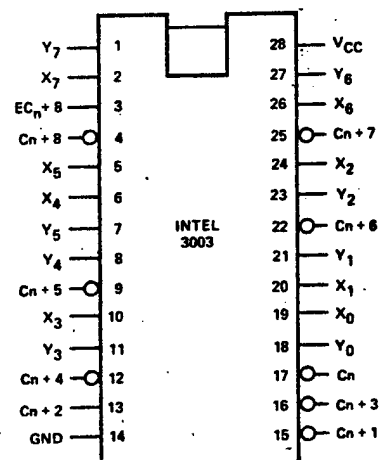 Y7 1 28 VCC
X7 2 27 Y6
ECn + 8 3 26 X6
Cn + 8 4 25 Cn + 7
X5 5 24 X2
X4 6 23 Y2
Y5 7 22 Cn + 6
Y4 8 21 Y1
Cn + 5 9 20 X1
X3 10 19 X0
Y3 11 18 Y0
Cn + 4 12 17 Cn
Cn + 2 13 16 Cn + 3
GND 14 15 Cn + 1
INTEL
3003